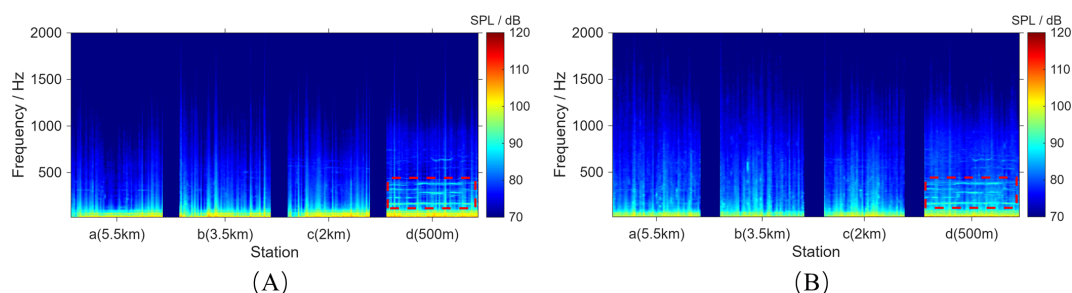 SPL / dB
120
110
100
90
80
70
2000
1500
1000
500
Frequency / Hz
a(5.5km) b(3.5km) c(2km) d(500m)
Station
(A)
SPL / dB
120
110
100
90
80
70
2000
1500
1000
500
Frequency / Hz
a(5.5km) b(3.5km) c(2km) d(500m)
Station
(B)